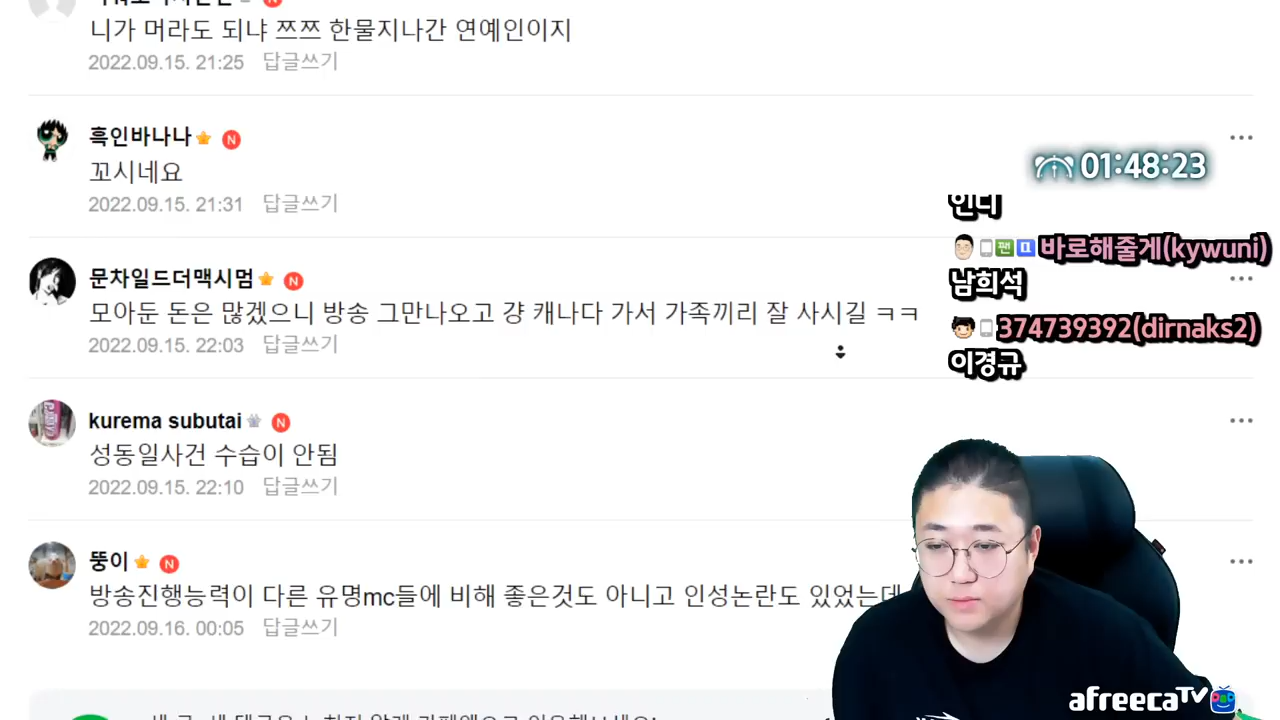 니가 머라도 되냐 쯔쯔 한물지나간 연예인이지
2022.09.15. 21:25 답글쓰기
흑인바나나 N
꼬시네요
2022.09.15. 21:31 답글쓰기
01:48:23
인디
팬 바로해줄게(kywuni)
남희석
374739392(dirnaks2)
이경규
문차일드더맥시멈 N
모아둔 돈은 많겠으니 방송 그만나오고 걍 캐나다 가서 가족끼리 잘 사시길 ㅋㅋ
2022.09.15. 22:03 답글쓰기
kurema subutai N
성동일사건 수습이 안됨
2022.09.15. 22:10 답글쓰기
뚱이 N
방송진행능력이 다른 유명mc들에 비해 좋은것도 아니고 인성논란도 있었는데
2022.09.16. 00:05 답글쓰기
afreecaTV